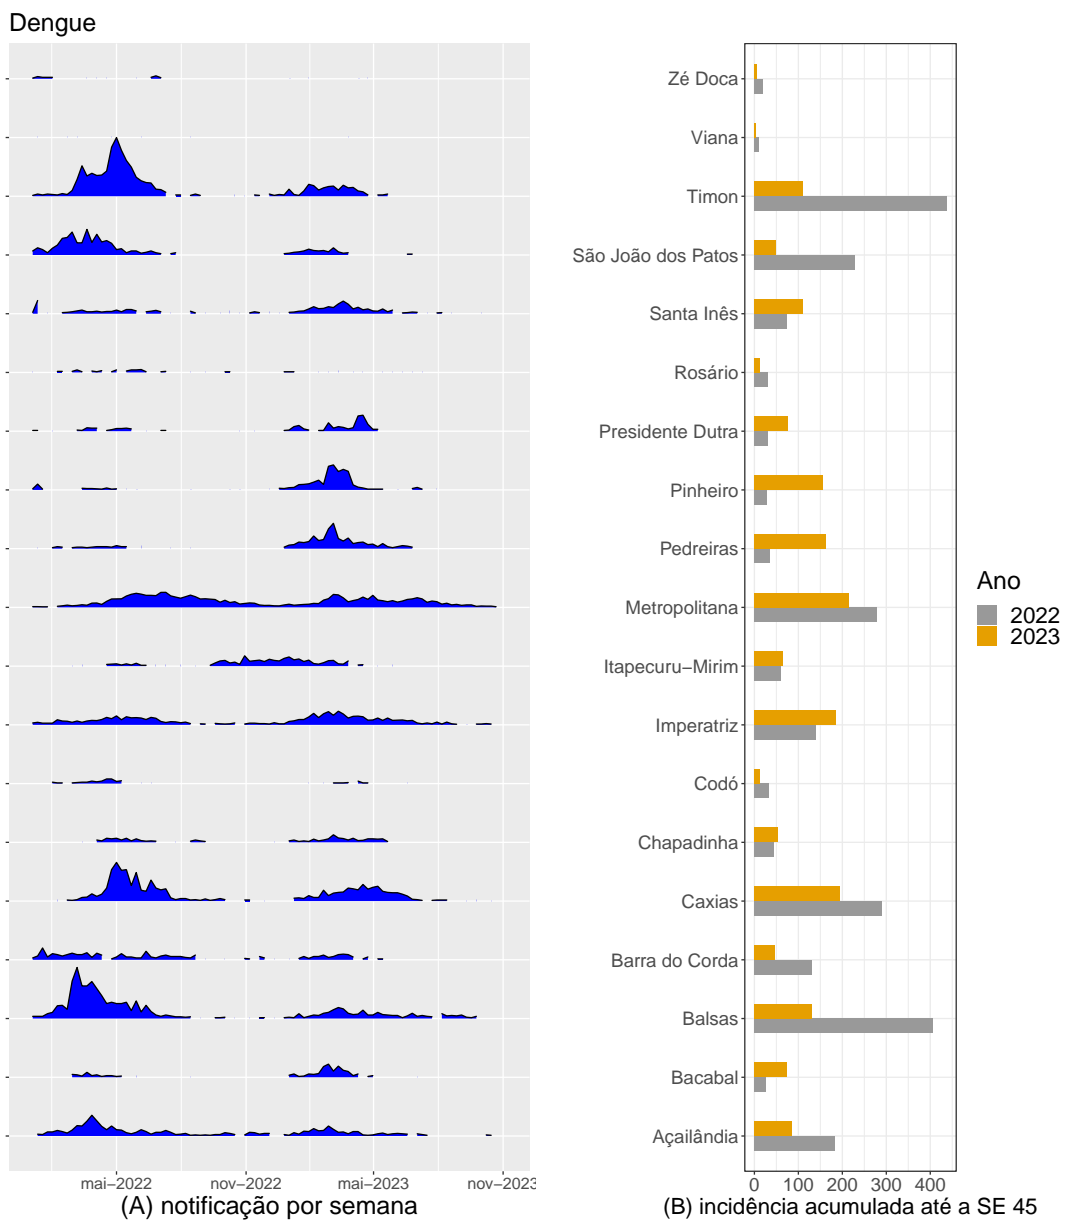 Dengue
Zé Doca
Viana
Timon
São João dos Patos
Santa Inês
Rosário
Presidente Dutra
Pinheiro
Pedreiras
Metropolitana
Itapecuru−Mirim
Imperatriz
Codó
Chapadinha
Caxias
Barra do Corda
Balsas
Bacabal
Açailândia
Ano
2022
2023
mai−2022 nov−2022 mai−2023 nov−2023
0 100 200 300 400
(A) notificação por semana
(B) incidência acumulada até a SE 45